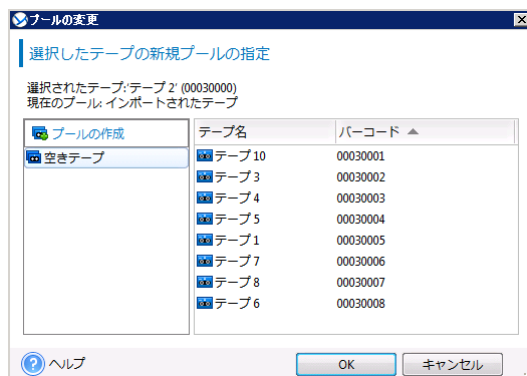 プールの変更
選択したテープの新規プールの指定
選択されたテープ:'テープ 2' (00030000)
現在のプール: インポートされたテープ
プールの作成
空きテープ
テープ名 バーコード
テープ 10 00030001
テープ 3 00030002
テープ 4 00030003
テープ 5 00030004
テープ 1 00030005
テープ 7 00030006
テープ 8 00030007
テープ 6 00030008
ヘルプ
OK
キャンセル